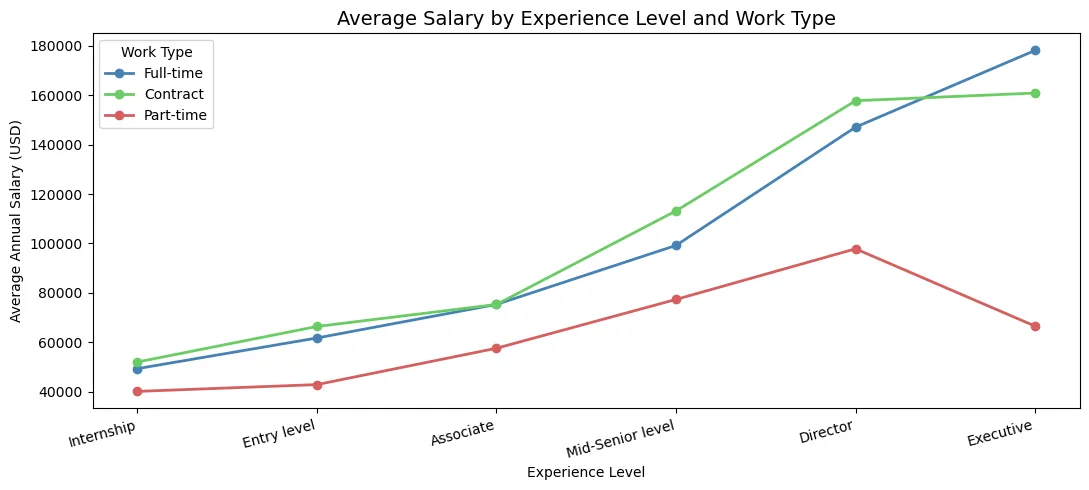 Average Salary by Experience Level and Work Type
Work Type
Full-time
Contract
Part-time
Average Annual Salary (USD)
180000
160000
140000
120000
100000
80000
60000
40000
Internship
Entry level
Associate
Mid-Senior level
Director
Executive
Experience Level